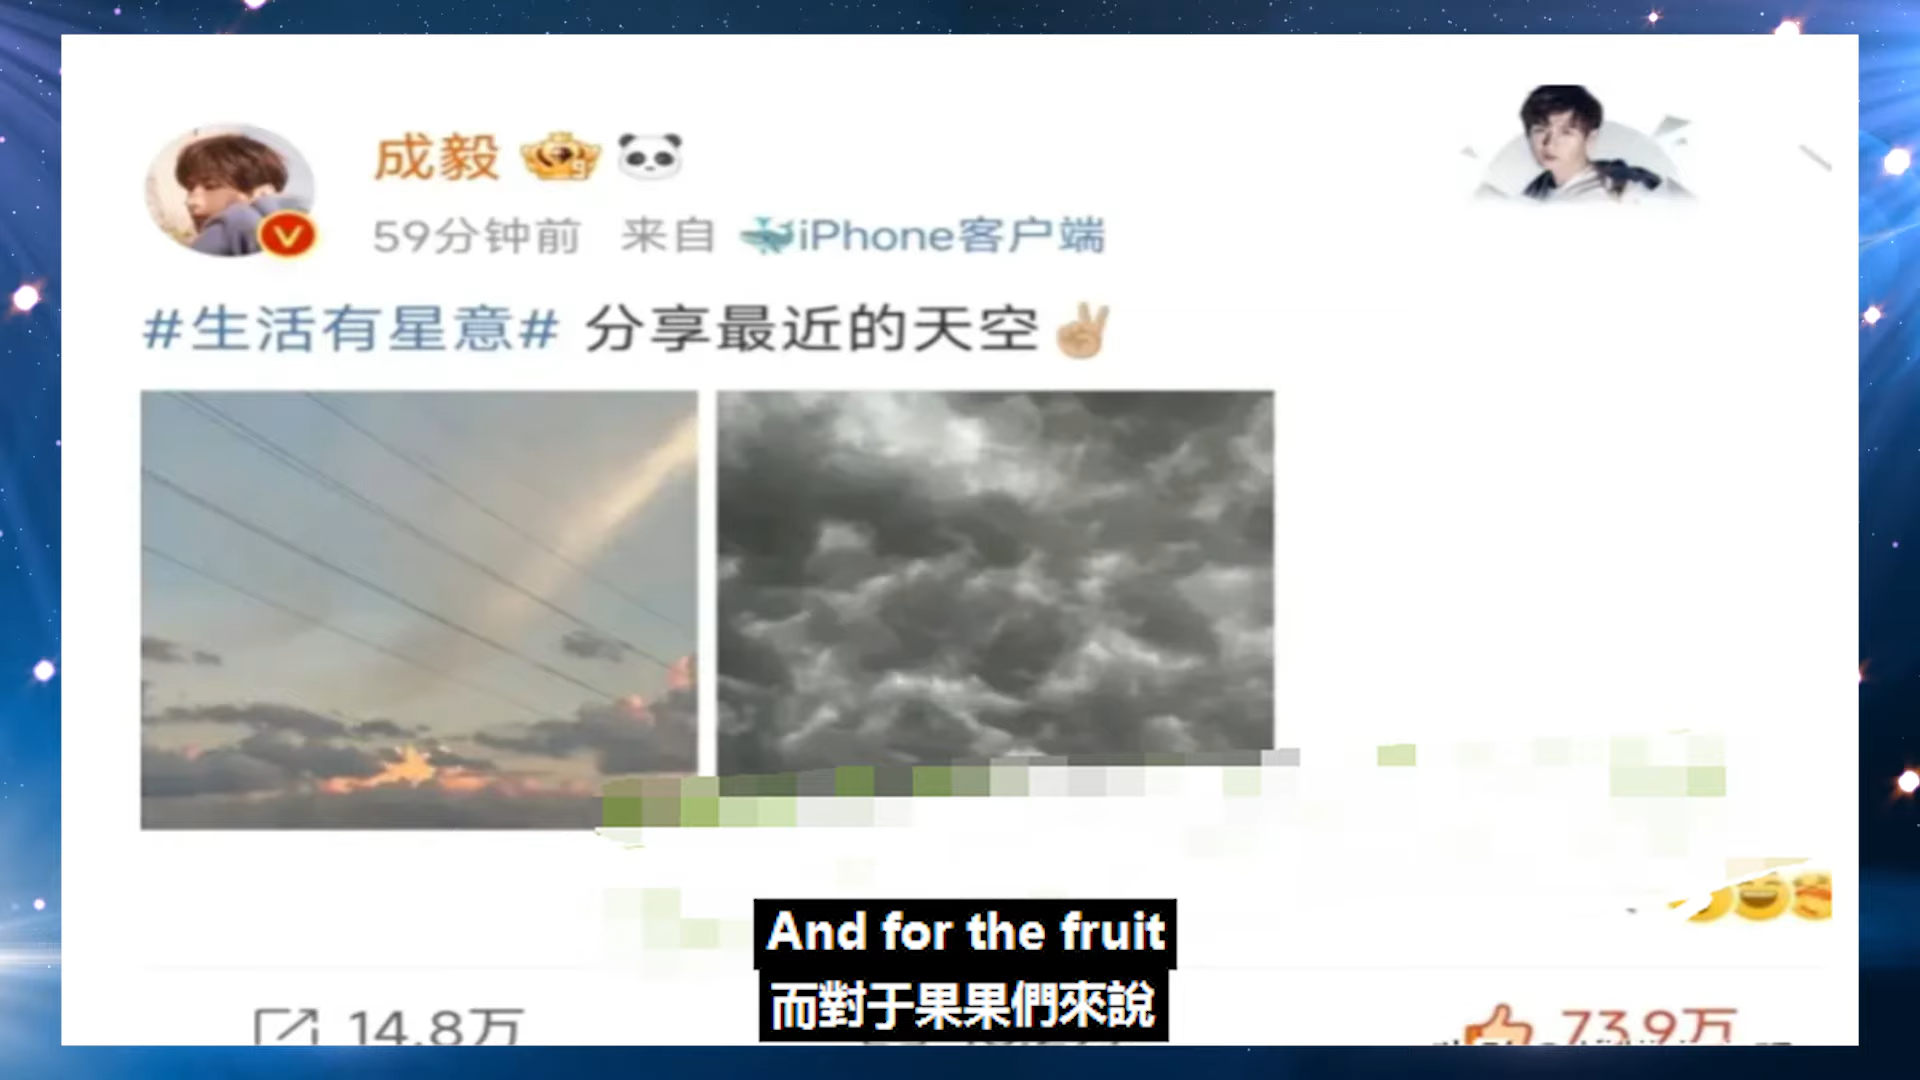 成毅
59分钟前 来自 iPhone客户端
#生活有星意# 分享最近的天空
And for the fruit
而對于果果們來說
14.8万
73.9万